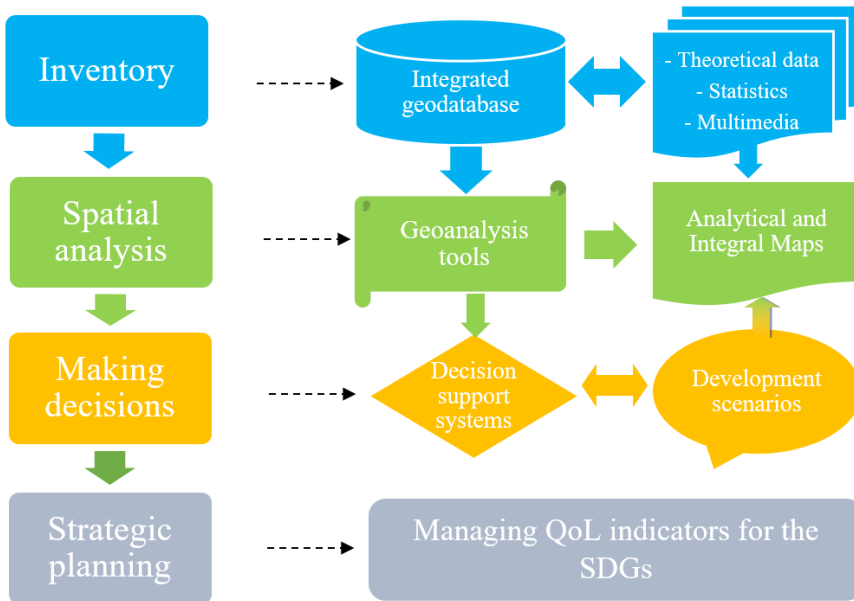 Inventory
Integrated
geodatabase
- Theoretical data
- Statistics
- Multimedia
Spatial
analysis
Geoanalysis
tools
Analytical and
Integral Maps
Making
decisions
Decision
support
systems
Development
scenarios
Strategic
planning
Managing QoL indicators for the
SDGs